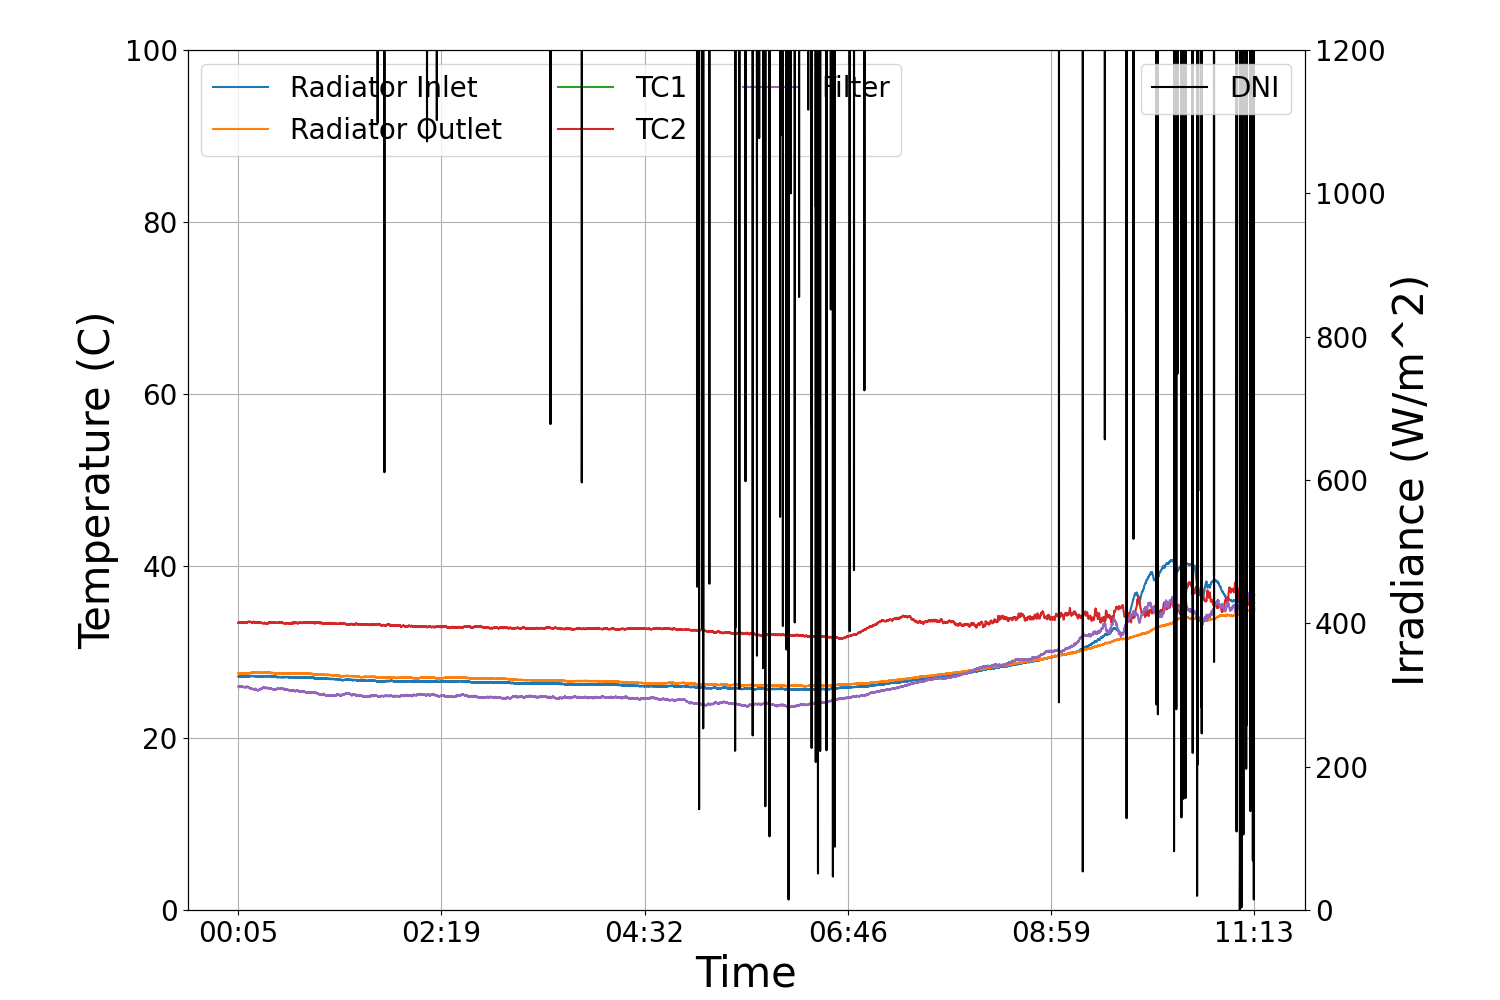 100
80
60
40
20
0
Temperature (C)
Radiator Inlet
Radiator Outlet
TC1
TC2
Filter
DNI
1200
1000
800
600
400
200
0
Irradiance (W/m^2)
00:05 02:19 04:32 06:46 08:59 11:13
Time